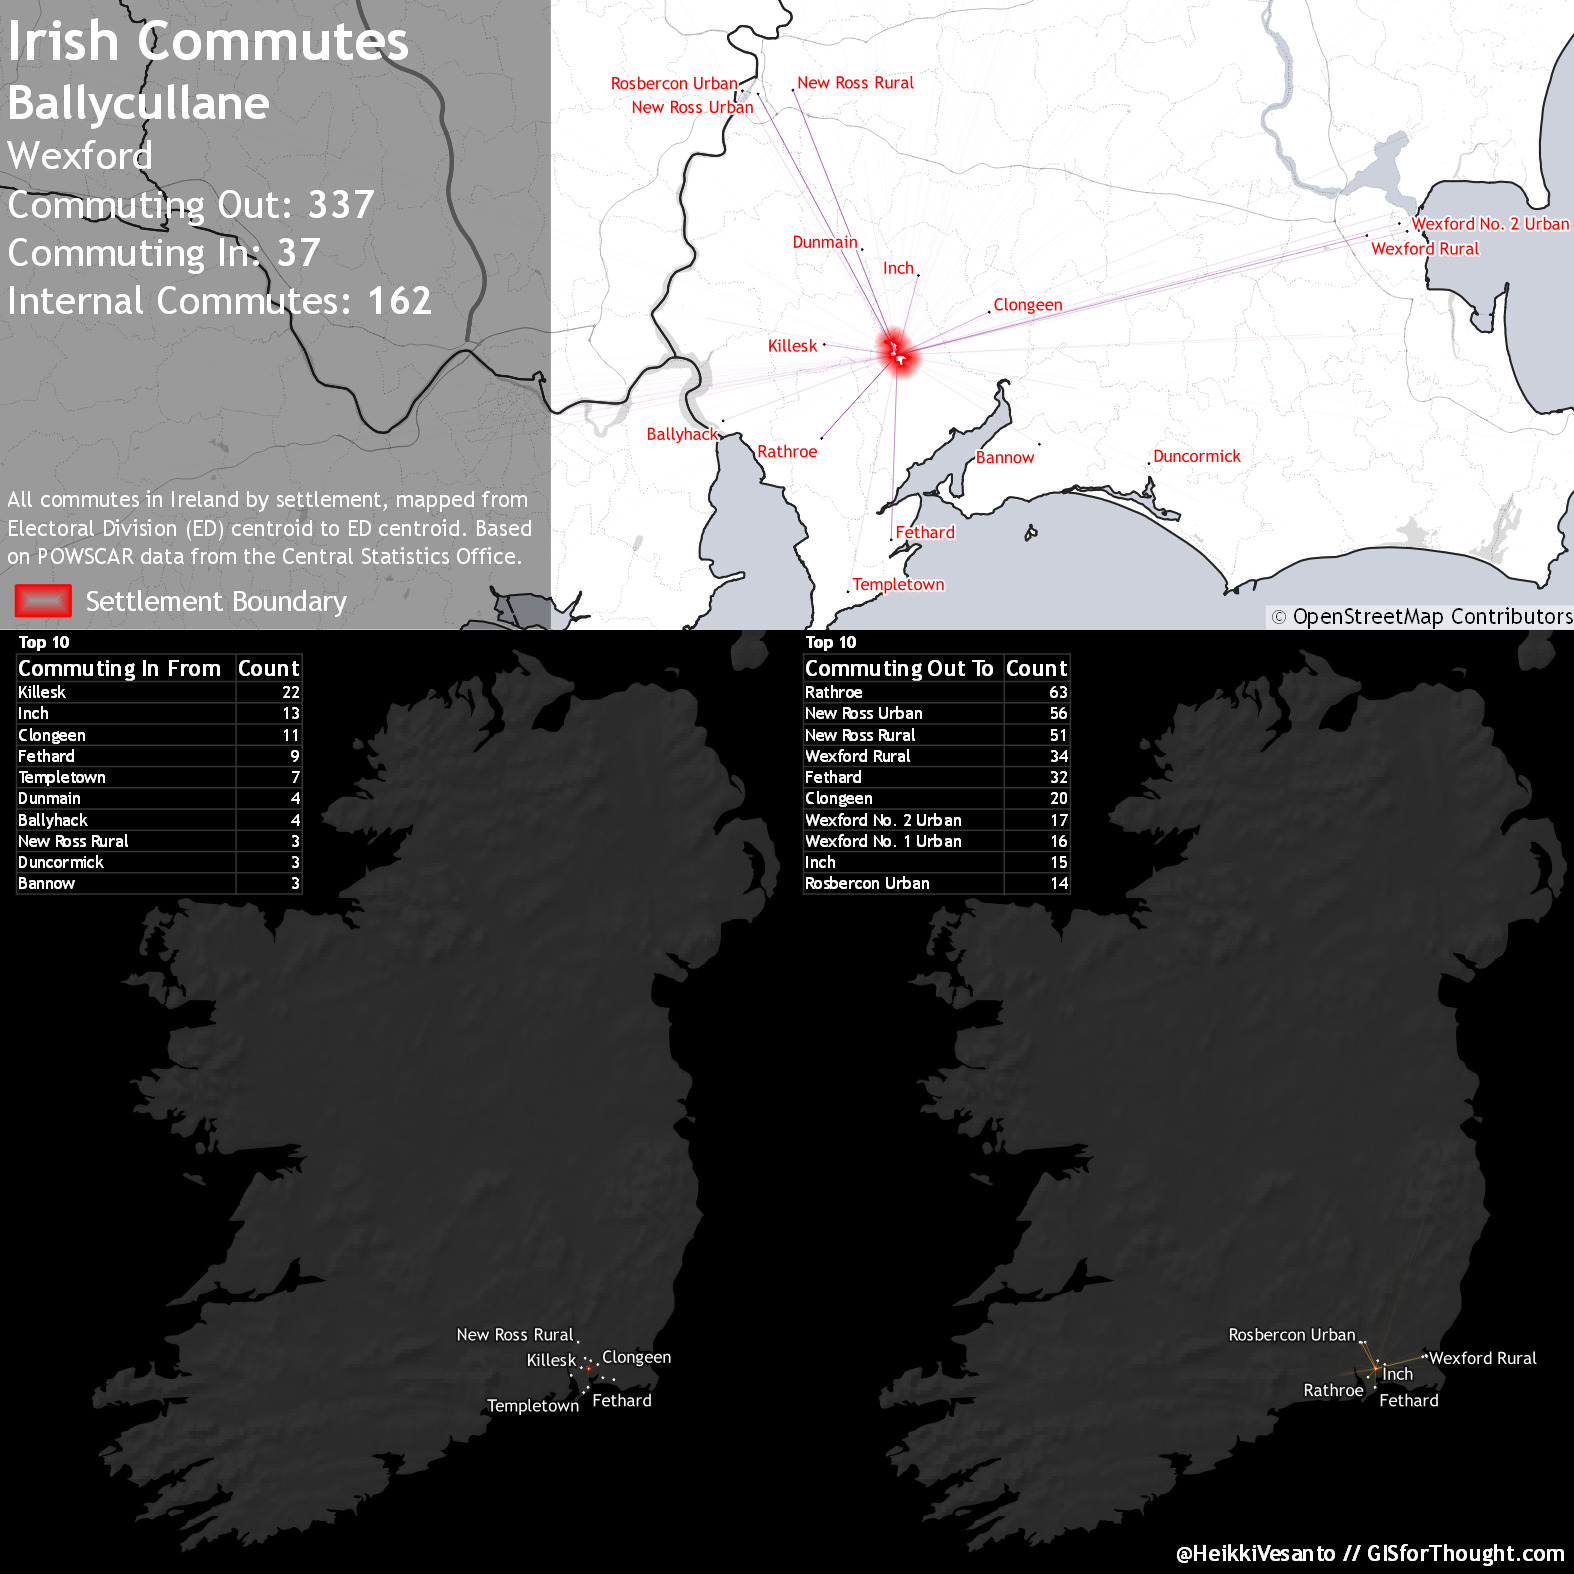 Irish Commutes
Ballycullane
Wexford
Commuting Out: 337
Commuting In: 37
Internal Commutes: 162
All commutes in Ireland by settlement, mapped from
Electoral Division (ED) centroid to ED centroid. Based
on POWSCAR data from the Central Statistics Office.
Settlement Boundary
Rosbercon Urban
New Ross Rural
New Ross Urban
Wexford No. 2 Urban
Dunmain
Wexford Rural
Inch
Clongeen
Killesk
Ballyhack
Rathroe
Bannow
Duncormick
Fethard
Templetown
© OpenStreetMap Contributors
Top 10
Commuting In From Count
Killesk 22
Inch 13
Clongeen 11
Fethard 9
Templetown 7
Dunmain 4
Ballyhack 4
New Ross Rural 3
Duncormick 3
Bannow 3
New Ross Rural
Killesk
Clongeen
Templetown
Fethard
Top 10
Commuting Out To Count
Rathroe 63
New Ross Urban 56
New Ross Rural 51
Wexford Rural 34
Fethard 32
Clongeen 20
Wexford No. 2 Urban 17
Wexford No. 1 Urban 16
Inch 15
Rosbercon Urban 14
Rosbercon Urban
Wexford Rural
Inch
Rathroe
Fethard
@HeikkiVesanto // GISforThought.com